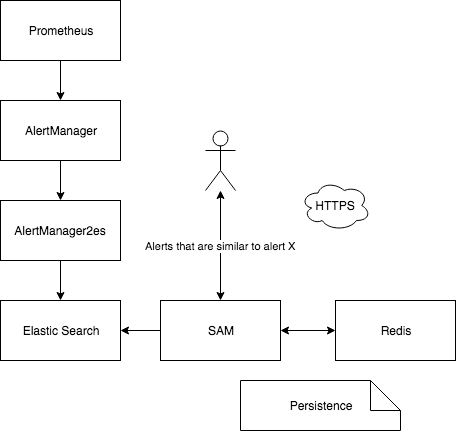 Prometheus
AlertManager
HTTPS
AlertManager2es
Alerts that are similar to alert X
Elastic Search
SAM
Redis
Persistence